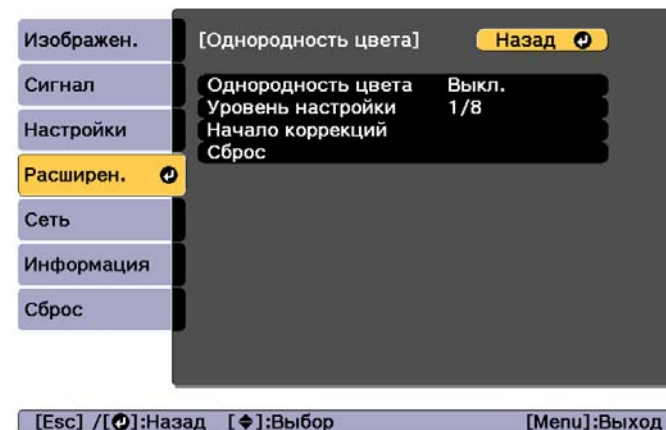 Изображен.
Сигнал
Настройки
Расширен.
Сеть
Информация
Сброс
[Однородность цвета] Назад
Однородность цвета Выкл.
Уровень настройки 1/8
Начало коррекций
Сброс
[Esc] /[]:Назад []:Выбор [Menu]:Выход